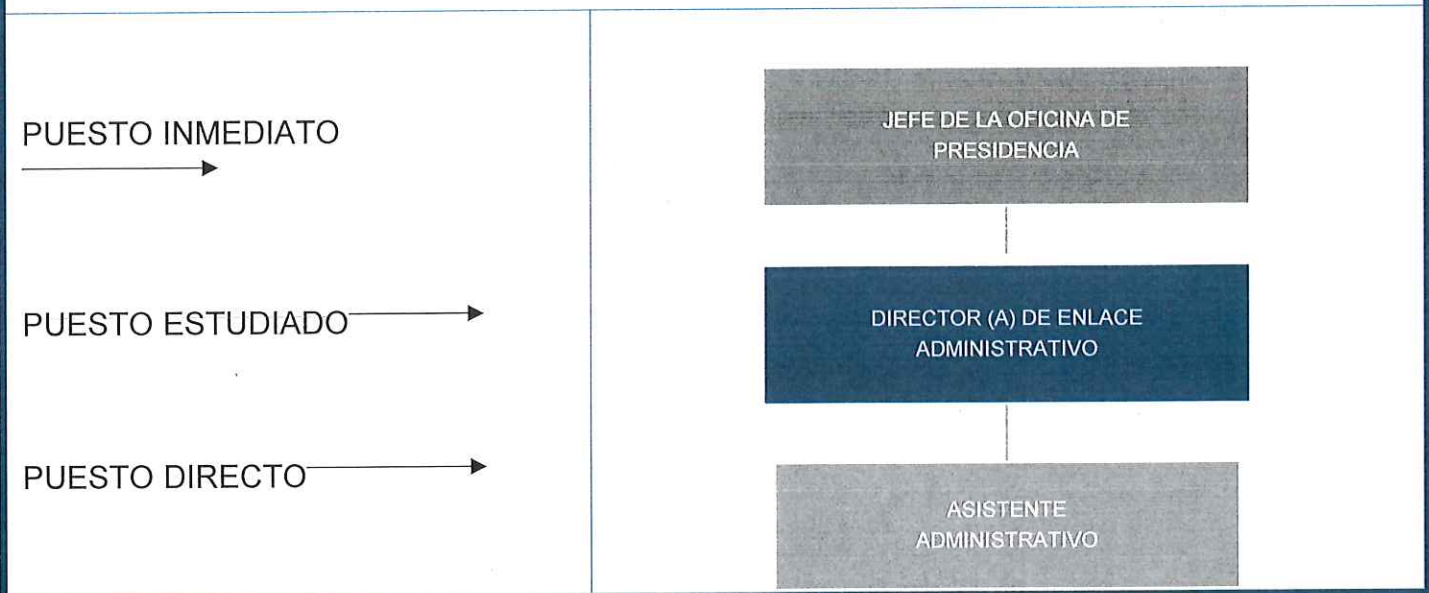 PUESTO INMEDIATO
JEFE DE LA OFICINA DE
PRESIDENCIA
PUESTO ESTUDIADO
DIRECTOR (A) DE ENLACE
ADMINISTRATIVO
PUESTO DIRECTO
ASISTENTE
ADMINISTRATIVO